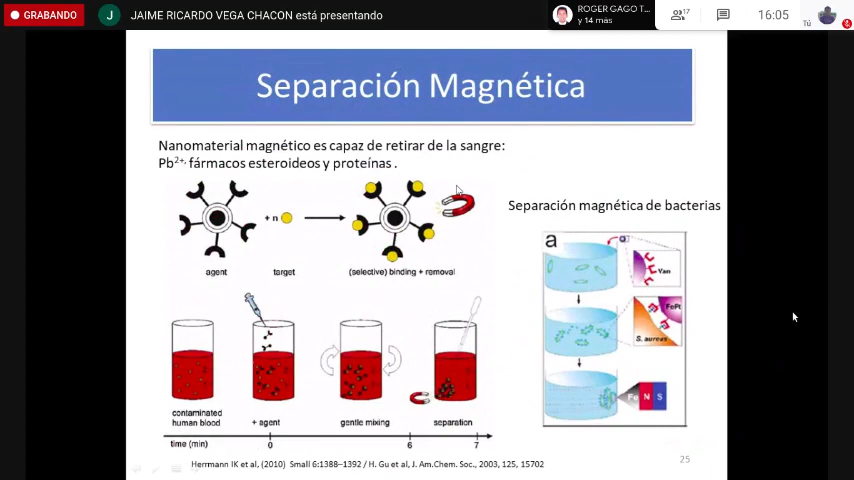 GRABANDO
J
JAIME RICARDO VEGA CHACON está presentando
ROGER GAGO T...
y 14 más
17
16:05
Tú
Separación Magnética
Nanomaterial magnético es capaz de retirar de la sangre:
Pb2+, fármacos esteroideos y proteínas .
+ n
agent
target
(selective) binding + removal
contaminated
human blood
+ agent
gentle mixing
separation
time (min)
0
6
7
Separación magnética de bacterias
a
Van
FePt
S. aureus
Fe N S
Herrmann IK et al, (2010) Small 6:1388–1392 / H. Gu et al, J. Am.Chem. Soc., 2003, 125, 15702
25